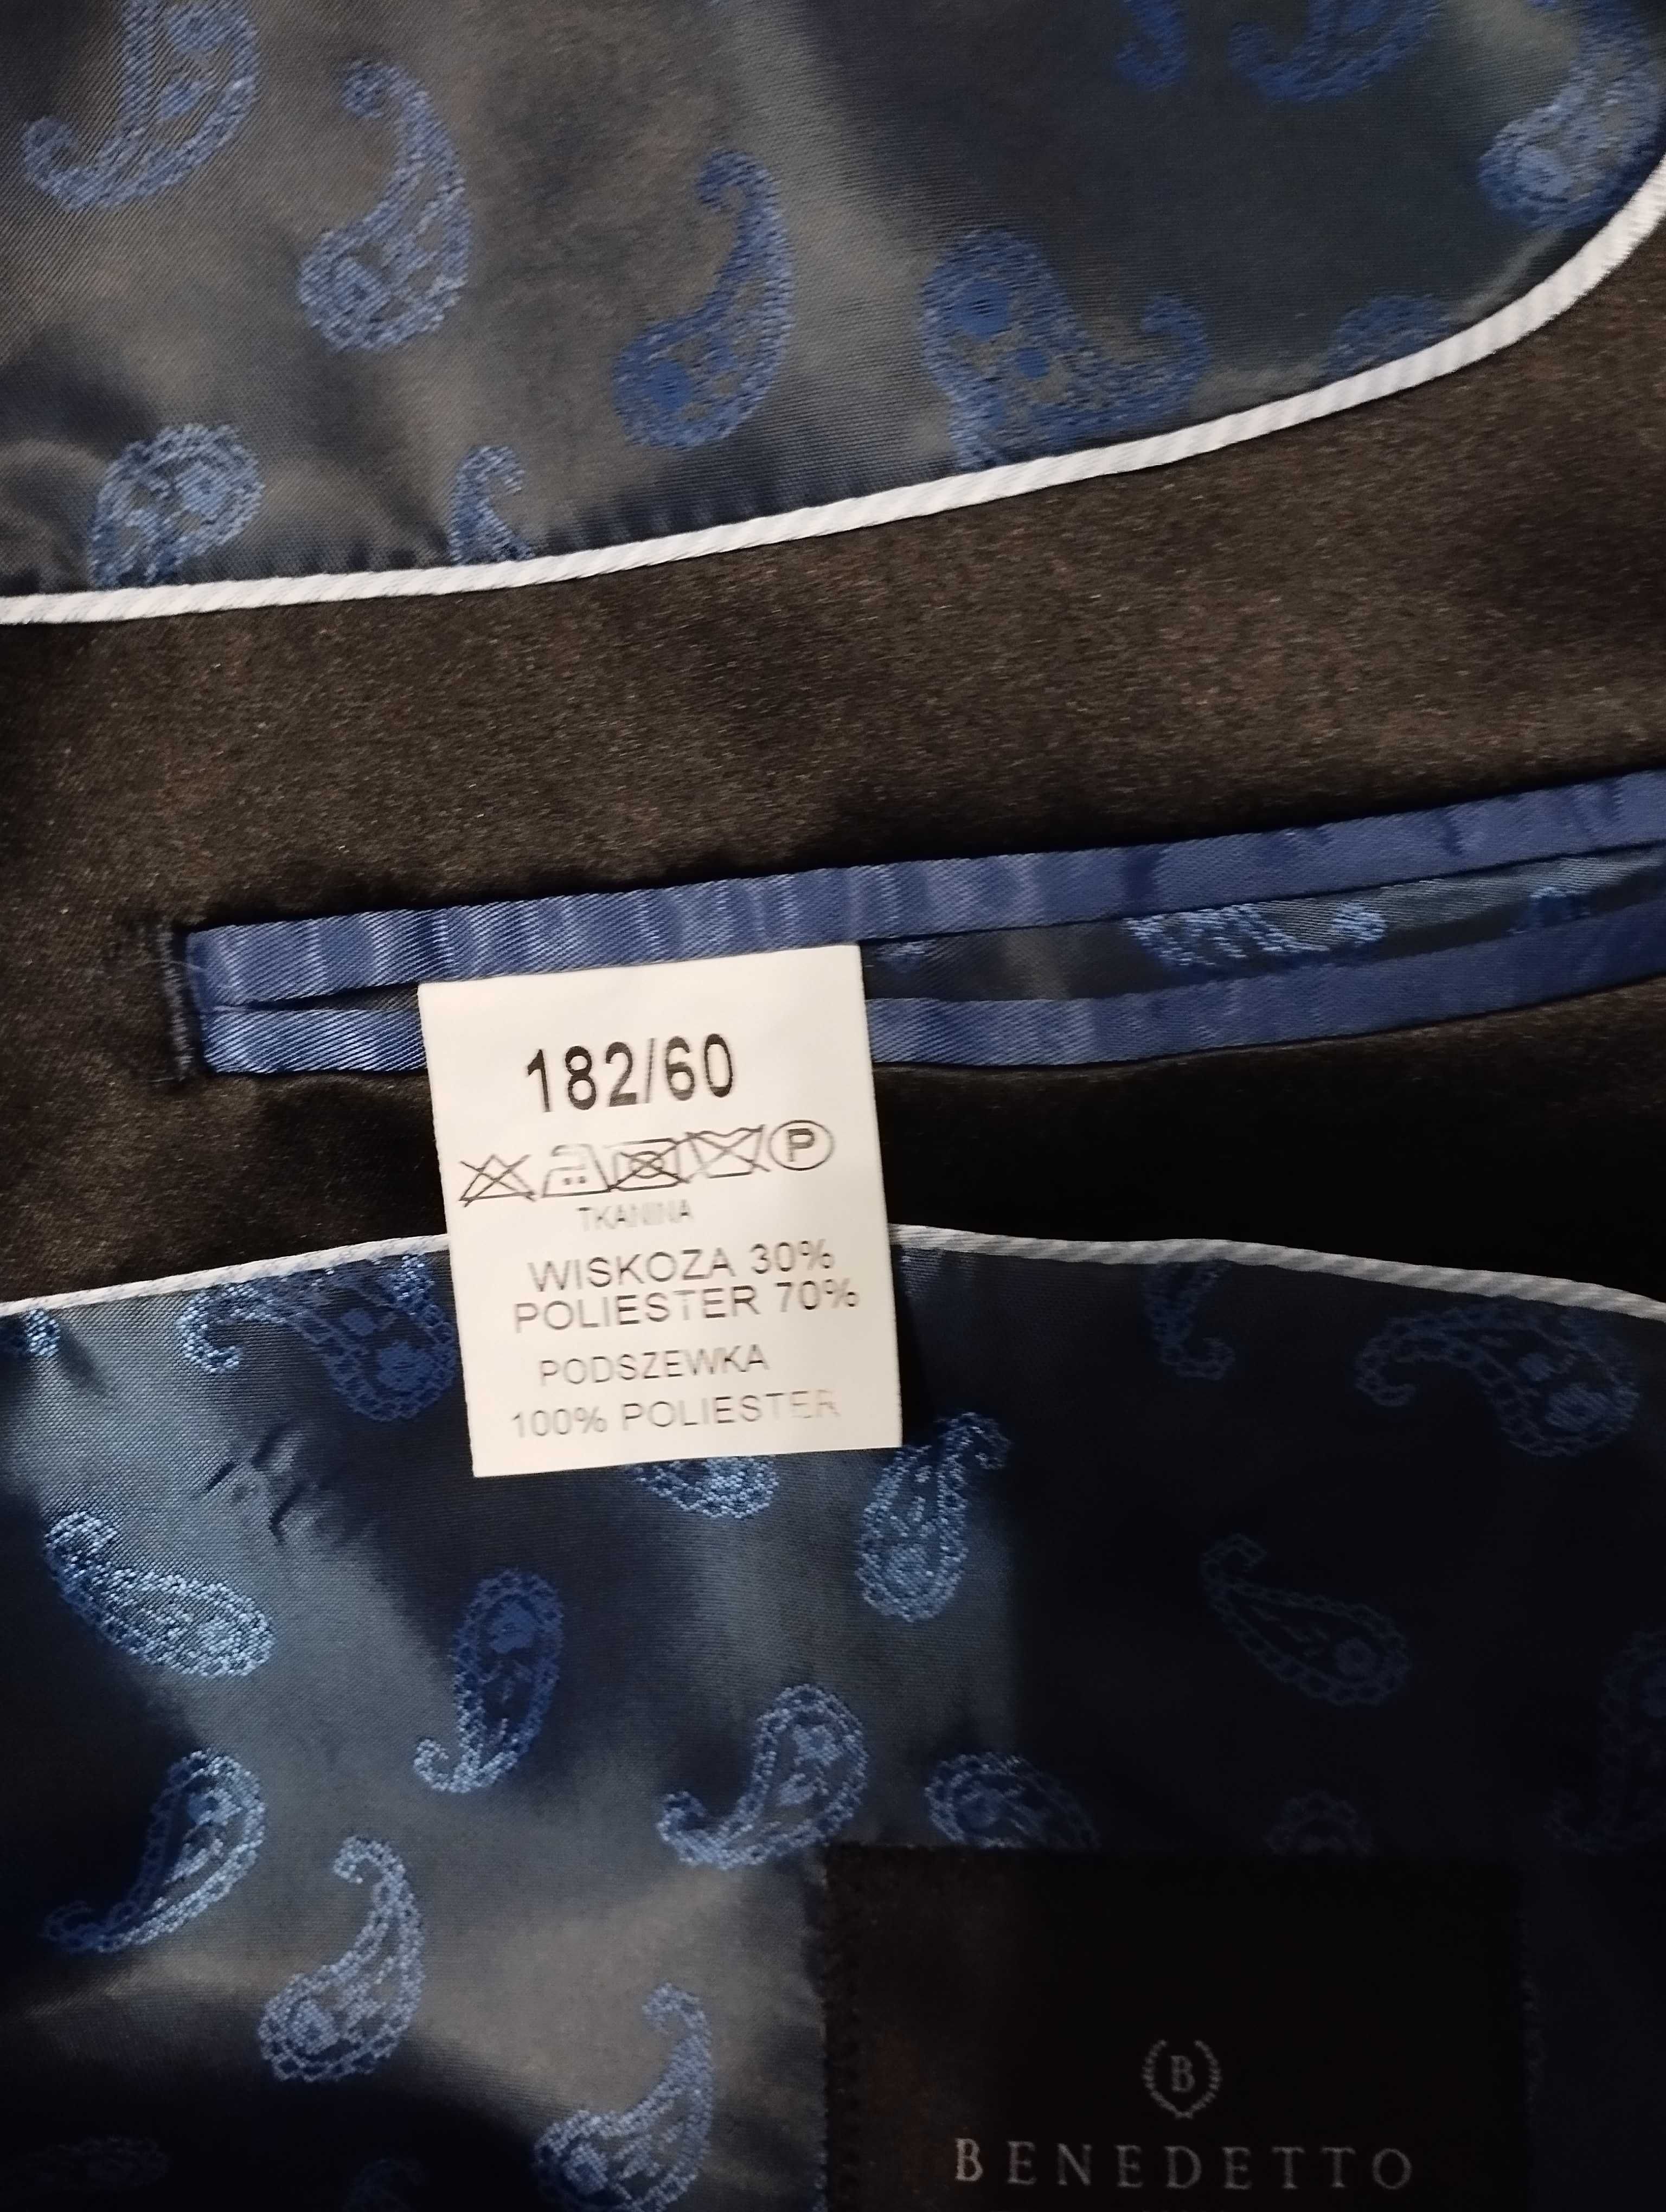 182/60
P
TKANINA
WISKOZA 30%
POLIESTER 70%
PODSZEWKA
100% POLIESTER
B
BENEDETTO